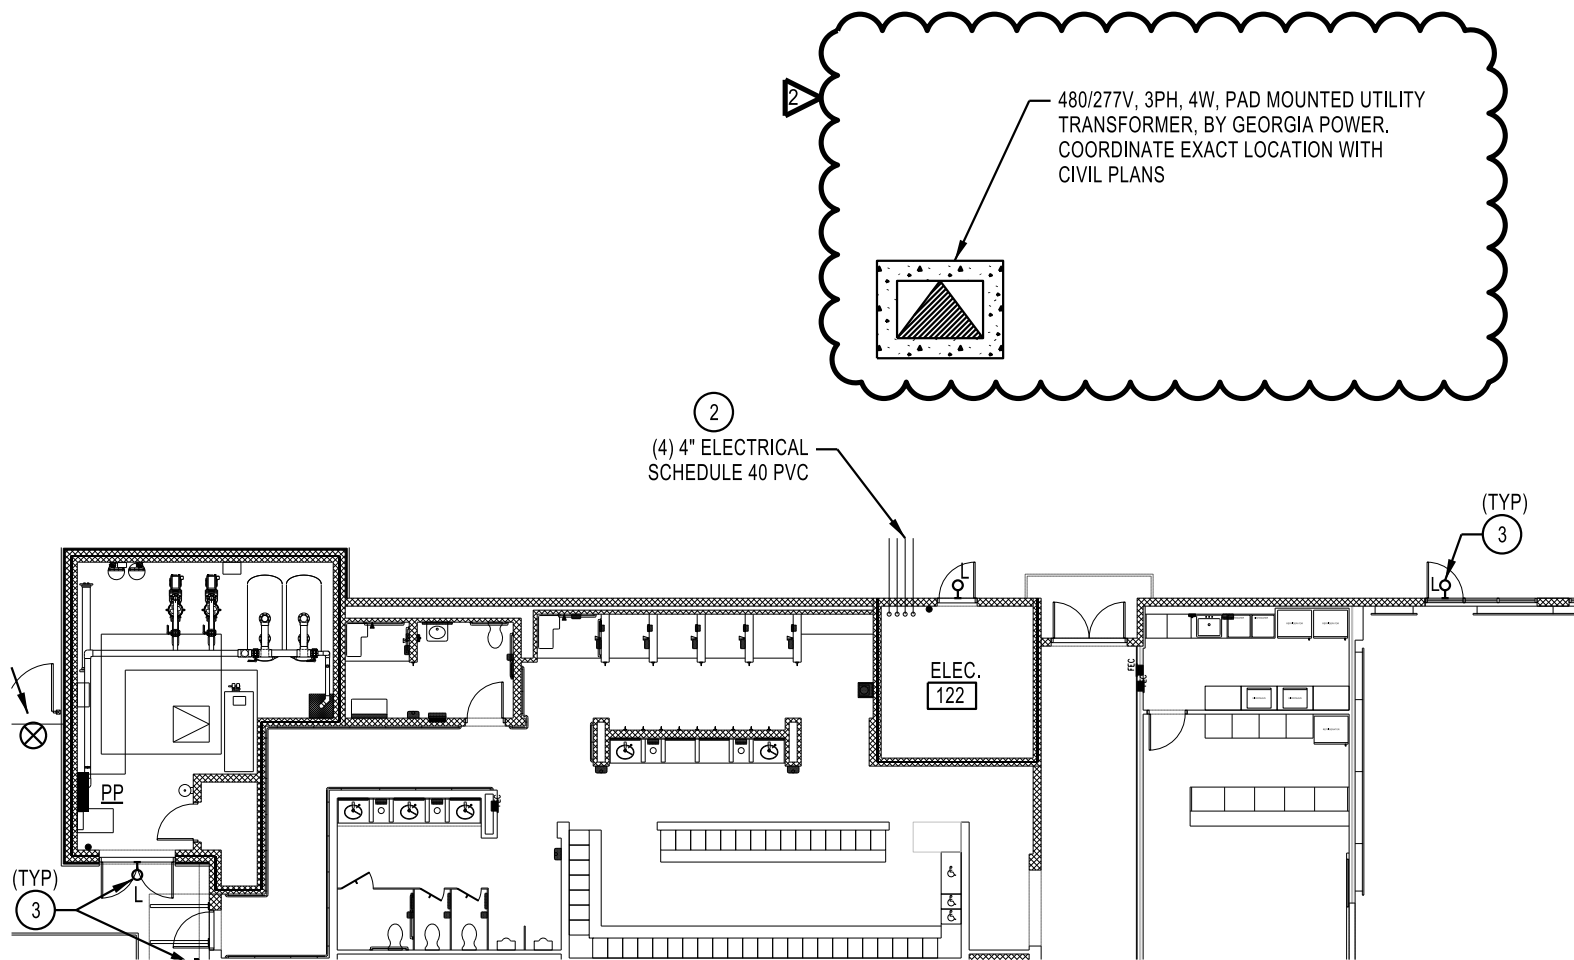 2
480/277V, 3PH, 4W, PAD MOUNTED UTILITY
TRANSFORMER, BY GEORGIA POWER.
COORDINATE EXACT LOCATION WITH
CIVIL PLANS
2
(4) 4" ELECTRICAL
SCHEDULE 40 PVC
(TYP)
3
L
L
ELEC.
122
FEC
PP
(TYP)
3
L